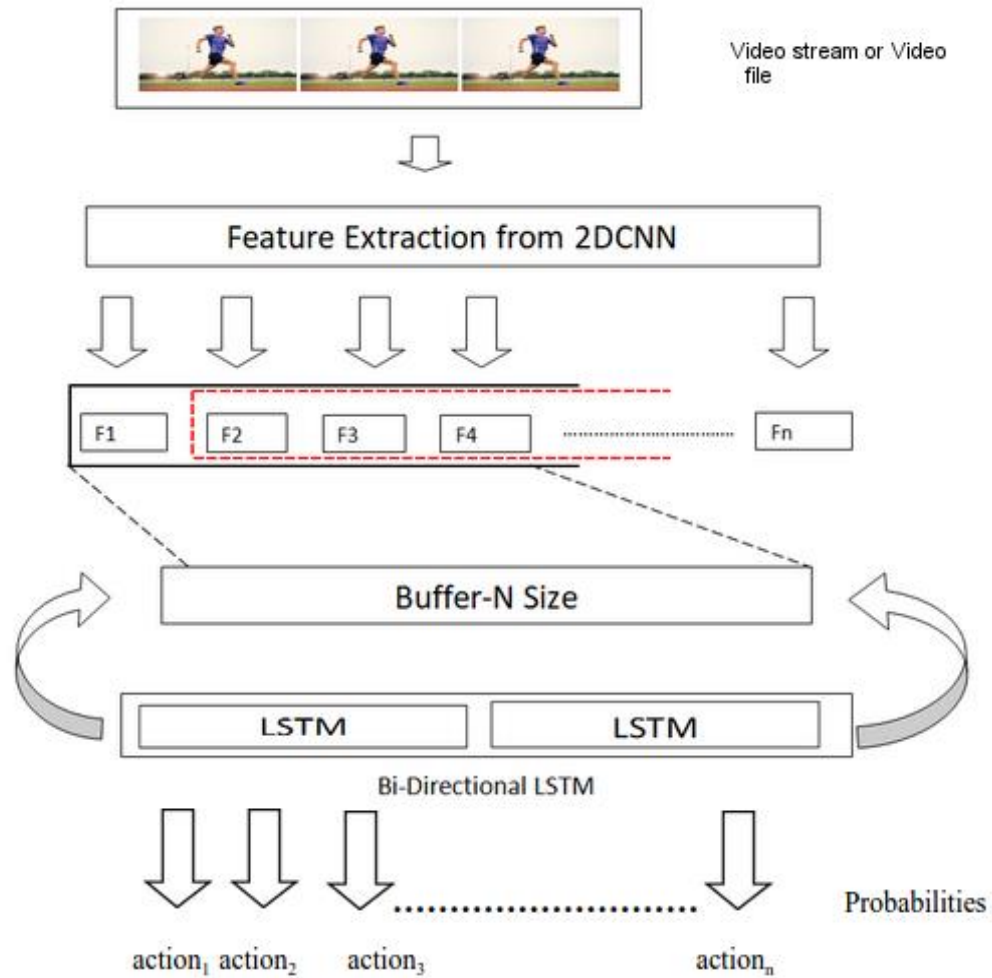 Video stream or Video
file
Feature Extraction from 2DCNN
F1 F2 F3 F4 Fn
Buffer-N Size
LSTM LSTM
Bi-Directional LSTM
Probabilities
action₁ action₂ action₃ actionₙ